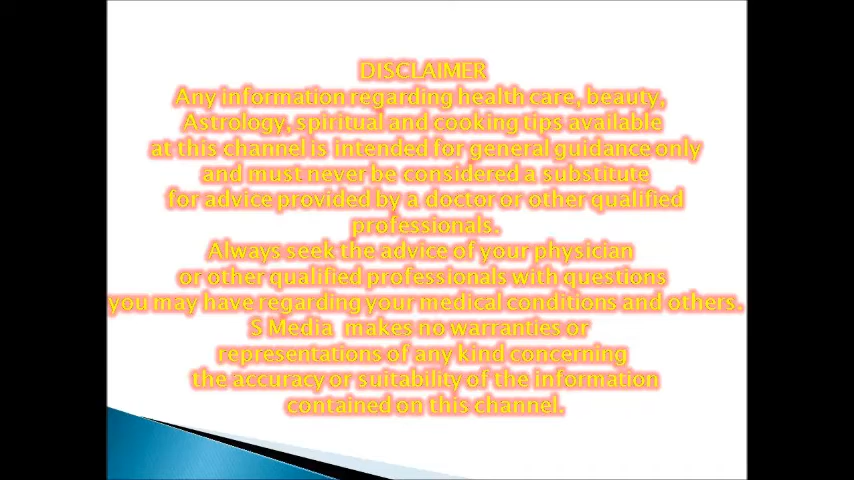 DISCLAIMER
Any information regarding health care, beauty,
Astrology, spiritual and cooking tips available
at this channel is intended for general guidance only
and must never be considered a substitute
for advice provided by a doctor or other qualified
professionals.
Always seek the advice of your physician
or other qualified professionals with questions
you may have regarding your medical conditions and others.
S Media makes no warranties or
representations of any kind concerning
the accuracy or suitability of the information
contained on this channel.